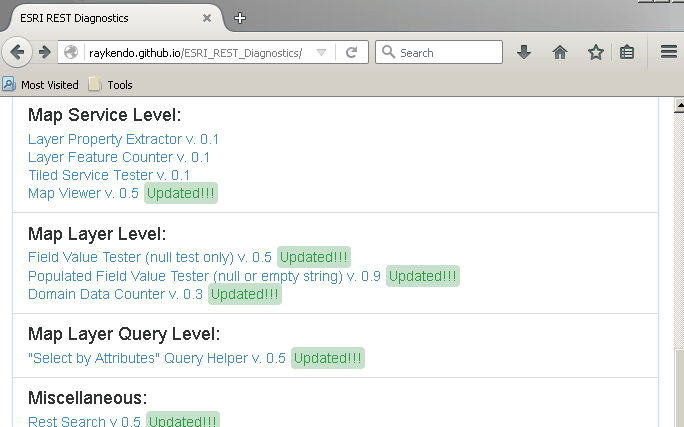 ESRI REST Diagnostics
raykendo.github.io/ESRI_REST_Diagnostics/
Search
Most Visited
Tools
Map Service Level:
Layer Property Extractor v. 0.1
Layer Feature Counter v. 0.1
Tiled Service Tester v. 0.1
Map Viewer v. 0.5 Updated!!!
Map Layer Level:
Field Value Tester (null test only) v. 0.5 Updated!!!
Populated Field Value Tester (null or empty string) v. 0.9 Updated!!!
Domain Data Counter v. 0.3 Updated!!!
Map Layer Query Level:
"Select by Attributes" Query Helper v. 0.5 Updated!!!
Miscellaneous:
Rest Search v 0.5 Updated!!!